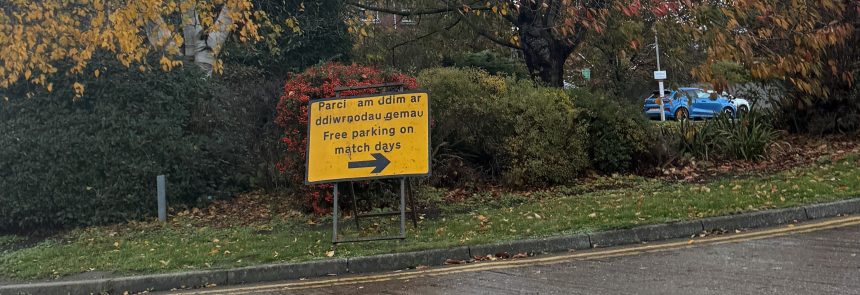 Parci am ddim ar
ddiwrnodau gemau
Free parking on
match days